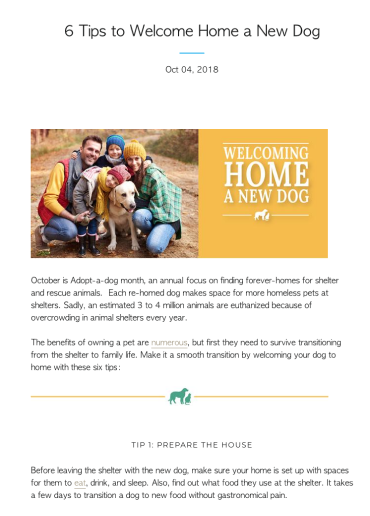 6 Tips to Welcome Home a New Dog
Oct 04, 2018
WELCOMING
HOME
A NEW DOG
October is Adopt-a-dog month, an annual focus on finding forever-homes for shelter
and rescue animals.  Each re-homed dog makes space for more homeless pets at
shelters. Sadly, an estimated 3 to 4 million animals are euthanized because of
overcrowding in animal shelters every year.
The benefits of owning a pet are numerous, but first they need to survive transitioning
from the shelter to family life. Make it a smooth transition by welcoming your dog to
home with these six tips:
TIP 1: PREPARE THE HOUSE
Before leaving the shelter with the new dog, make sure your home is set up with spaces
for them to eat, drink, and sleep. Also, find out what food they use at the shelter. It takes
a few days to transition a dog to new food without gastronomical pain.